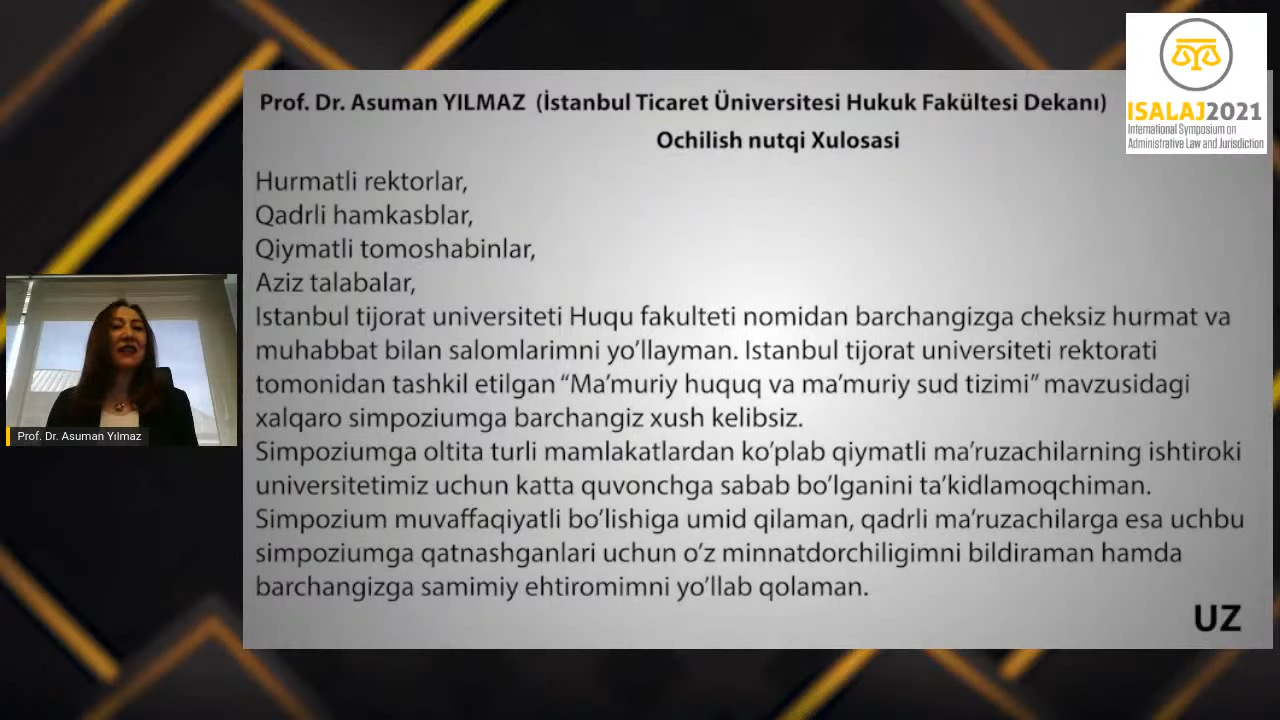 ISALAJ2021
International Symposium on
Administrative Law and Jurisdiction
Prof. Dr. Asuman YILMAZ (İstanbul Ticaret Üniversitesi Hukuk Fakültesi Dekanı)
Ochilish nutqi Xulosasi
Hurmatli rektorlar,
Qadrli hamkasblar,
Qiymatli tomoshabinlar,
Aziz talabalar,
Istanbul tijorat universiteti Huqu fakulteti nomidan barchangizga cheksiz hurmat va
muhabbat bilan salomlarimni yo’llayman. Istanbul tijorat universiteti rektorati
tomonidan tashkil etilgan “Ma’muriy huquq va ma’muriy sud tizimi” mavzusidagi
xalqaro simpoziumga barchangiz xush kelibsiz.
Simpoziumga oltita turli mamlakatlardan ko’plab qiymatli ma’ruzachilarning ishtiroki
universitetimiz uchun katta quvonchga sabab bo’lganini ta’kidlamoqchiman.
Simpozium muvaffaqiyatli bo’lishiga umid qilaman, qadrli ma’ruzachilarga esa uchbu
simpoziumga qatnashganlari uchun o’z minnatdorchiligimni bildiraman hamda
barchangizga samimiy ehtiromimni yo’llab qolaman.
UZ
Prof. Dr. Asuman Yılmaz